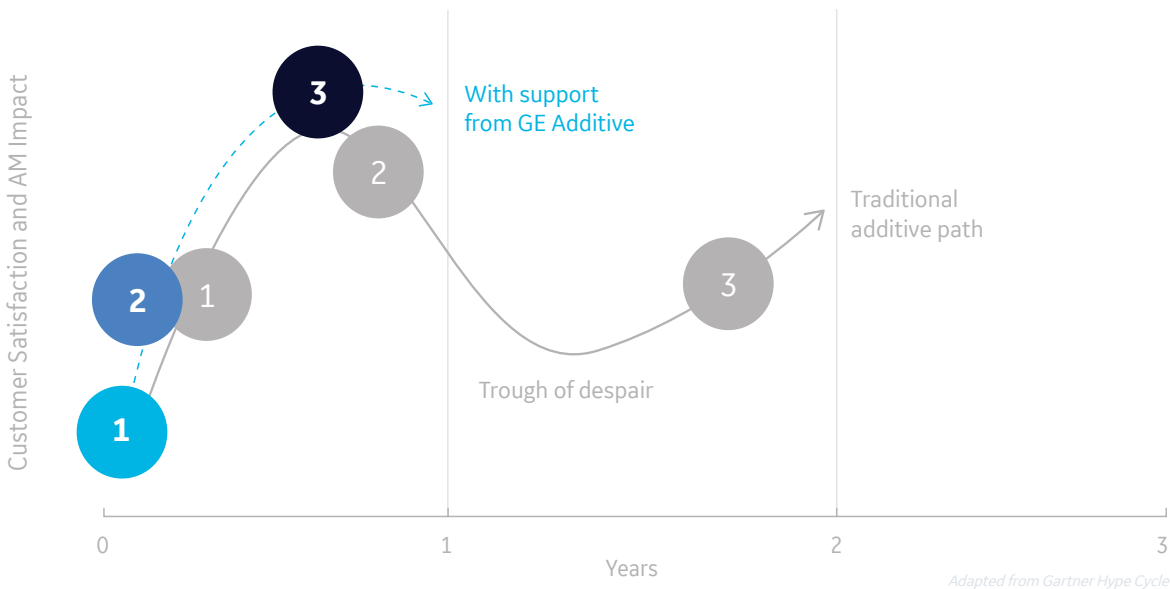 Customer Satisfaction and AM Impact
3
With support
from GE Additive
2
Traditional
additive path
2
1
3
Trough of despair
1
0
1
2
3
Years
Adapted from Gartner Hype Cycle